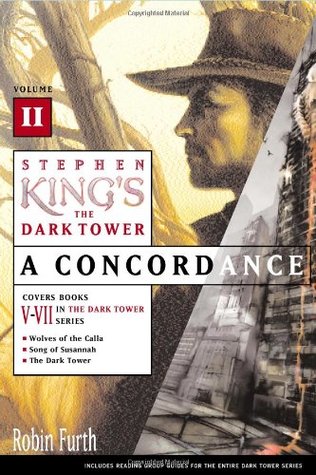 VOLUME
II
STEPHEN
KING'S
THE
DARK TOWER
A CONCORDANCE
COVERS BOOKS
V-VII IN THE DARK TOWER
SERIES
■ Wolves of the Calla
■ Song of Susannah
■ The Dark Tower
Robin Furth
INCLUDES READING GROUP GUIDES FOR THE ENTIRE DARK TOWER SERIES